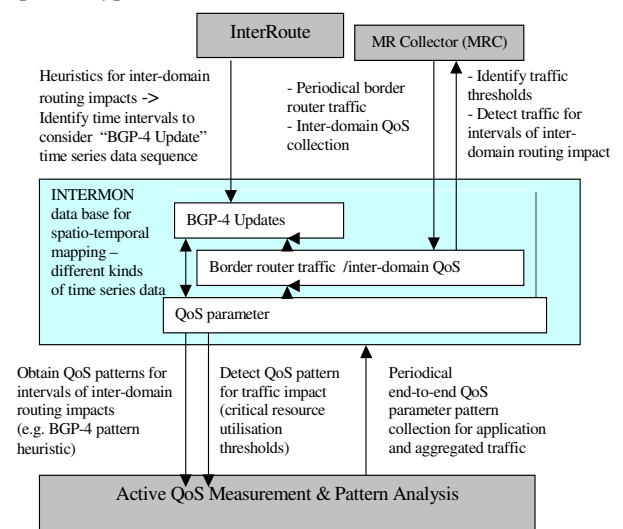 InterRoute
MR Collector (MRC)
Heuristics for inter-domain
routing impacts ->
Identify time intervals to
consider “BGP-4 Update”
time series data sequence
- Periodical border
router traffic
- Inter-domain QoS
collection
- Identify traffic
thresholds
- Detect traffic for
intervals of inter-
domain routing impact
INTERMON
data base for
spatio-temporal
mapping –
different kinds
of time series data
BGP-4 Updates
Border router traffic /inter-domain QoS
QoS parameter
Obtain QoS patterns for
intervals of inter-domain
routing impacts
(e.g. BGP-4 pattern
heuristic)
Detect QoS pattern
for traffic impact
(critical resource
utilisation
thresholds)
Periodical
end-to-end QoS
parameter pattern
collection for application
and aggregated traffic
Active QoS Measurement & Pattern Analysis